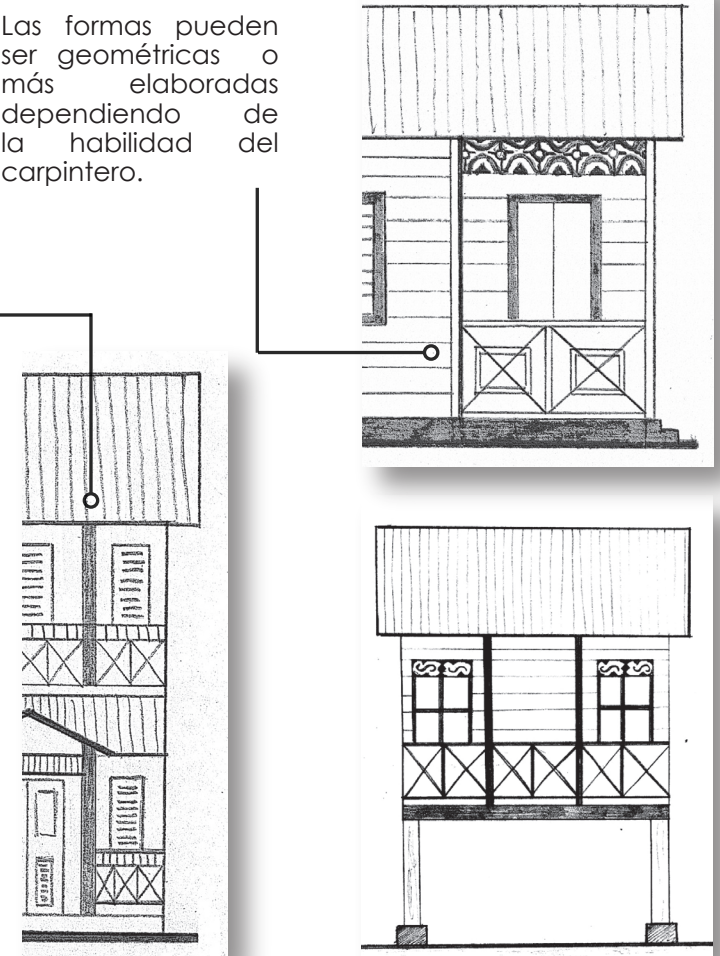 Las formas pueden
ser geométricas o
más elaboradas
dependiendo de
la habilidad del
carpintero.